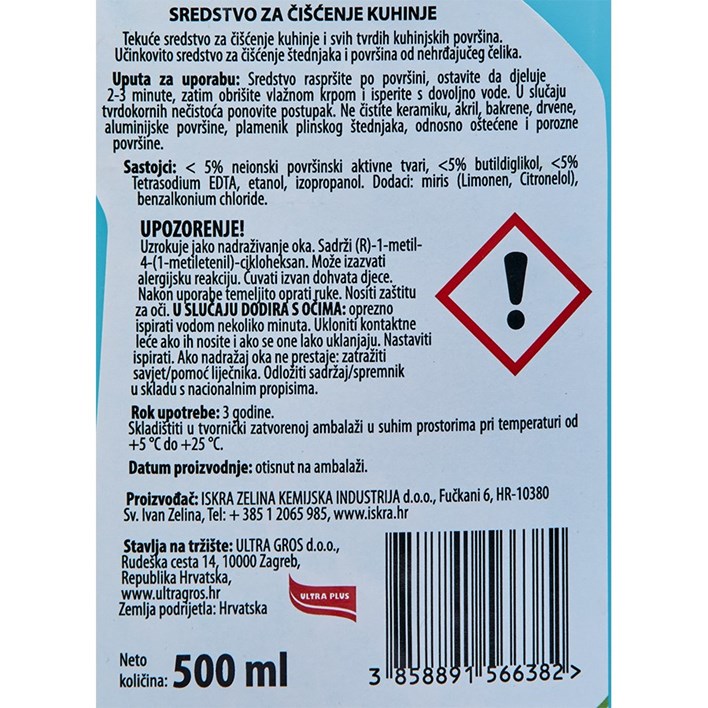 SREDSTVO ZA ČIŠĆENJE KUHINJE
Tekuće sredstvo za čišćenje kuhinje i svih tvrdih kuhinjskih površina.
Učinkovito sredstvo za čišćenje štednjaka i površina od nehrđajućeg čelika.
Uputa za uporabu: Sredstvo raspršite po površini, ostavite da djeluje
2-3 minute, zatim obrišite vlažnom krpom i isperite s dovoljno vode. U slučaju
tvrdokornih nečistoća ponovite postupak. Ne čistite keramiku, akril, bakrene, drvene,
aluminijske površine, plamenik plinskog štednjaka, odnosno oštećene i porozne
površine.
Sastojci: < 5% neionski površinski aktivne tvari, <5% butildiglikol, <5%
Tetrasodium EDTA, etanol, izopropanol. Dodaci: miris (Limonen, Citronelol),
benzalkonium chloride.
UPOZORENJE!
Uzrokuje jako nadraživanje oka. Sadrži (R)-1-metil-
4-(1-metiletenil)-cikloheksan. Može izazvati
alergijsku reakciju. Čuvati izvan dohvata djece.
Nakon uporabe temeljito oprati ruke. Nositi zaštitu
za oči. U SLUČAJU DODIRA S OČIMA: oprezno
ispirati vodom nekoliko minuta. Ukloniti kontaktne
leće ako ih nosite i ako se one lako uklanjaju. Nastaviti
ispirati. Ako nadražaj oka ne prestaje: zatražiti
savjet/pomoć liječnika. Odložiti sadržaj/spremnik
u skladu s nacionalnim propisima.
Rok upotrebe: 3 godine.
Skladištiti u tvornički zatvorenoj ambalaži u suhim prostorima pri temperaturi od
+5 °C do +25 °C.
Datum proizvodnje: otisnut na ambalaži.
Proizvođač: ISKRA ZELINA KEMIJSKA INDUSTRIJA d.o.o., Fučkani 6, HR-10380
Sv. Ivan Zelina, Tel: + 385 1 2065 985, www.iskra.hr
Stavlja na tržište: ULTRA GROS d.o.o.,
Rudeška cesta 14, 10000 Zagreb,
Republika Hrvatska,
www.ultragros.hr
Zemlja podrijetla: Hrvatska
ULTRA PLUS
Neto
količina: 500 ml
3 858891 566382 >